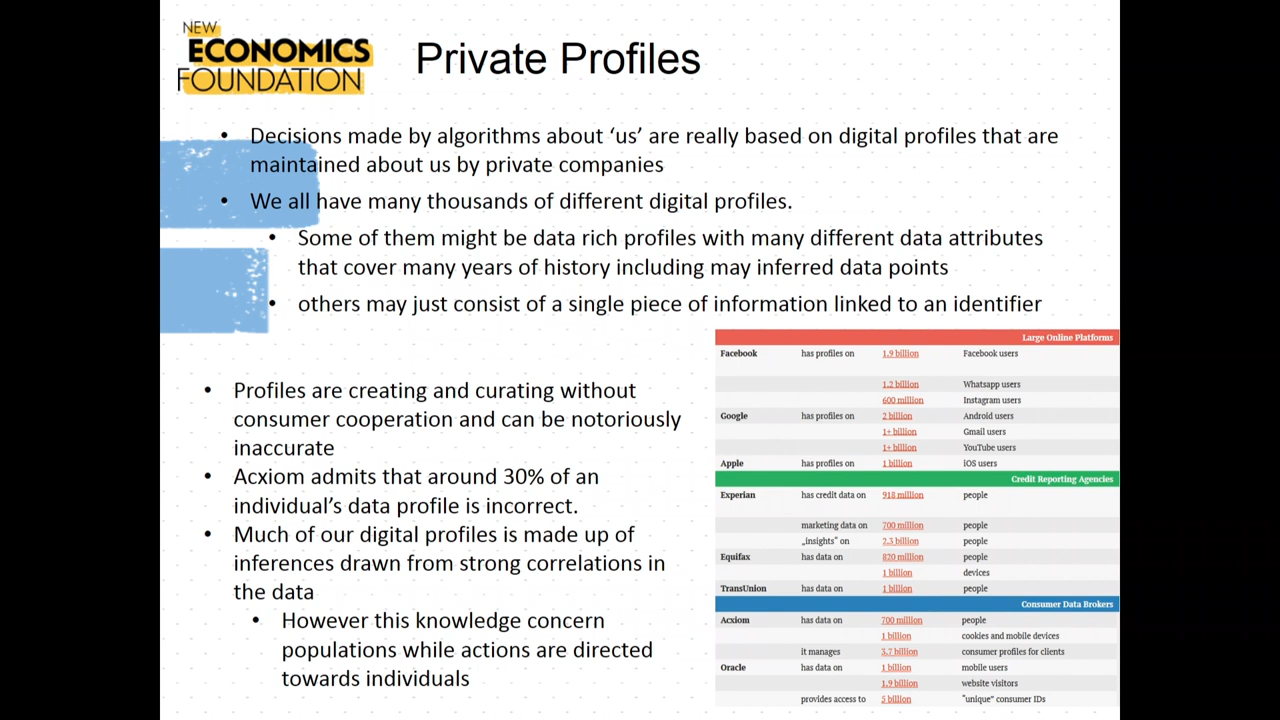 NEW
ECONOMICS
FOUNDATION
Private Profiles
• Decisions made by algorithms about ‘us’ are really based on digital profiles that are
maintained about us by private companies
• We all have many thousands of different digital profiles.
• Some of them might be data rich profiles with many different data attributes
that cover many years of history including may inferred data points
• others may just consist of a single piece of information linked to an identifier
• Profiles are creating and curating without
consumer cooperation and can be notoriously
inaccurate
• Acxiom admits that around 30% of an
individual’s data profile is incorrect.
• Much of our digital profiles is made up of
inferences drawn from strong correlations in
the data
• However this knowledge concern
populations while actions are directed
towards individuals
Large Online Platforms
Facebook has profiles on 1.9 billion Facebook users
1.2 billion Whatsapp users
600 million Instagram users
Google has profiles on 2 billion Android users
1+ billion Gmail users
1+ billion YouTube users
Apple has profiles on 1 billion iOS users
Credit Reporting Agencies
Experian has credit data on 918 million people
marketing data on 700 million people
„insights” on 2.3 billion people
Equifax has data on 820 million people
1 billion devices
TransUnion has data on 1 billion people
Consumer Data Brokers
Acxiom has data on 700 million people
1 billion cookies and mobile devices
it manages 3.7 billion consumer profiles for clients
Oracle has data on 1 billion mobile users
1.9 billion website visitors
provides access to 5 billion “unique” consumer IDs